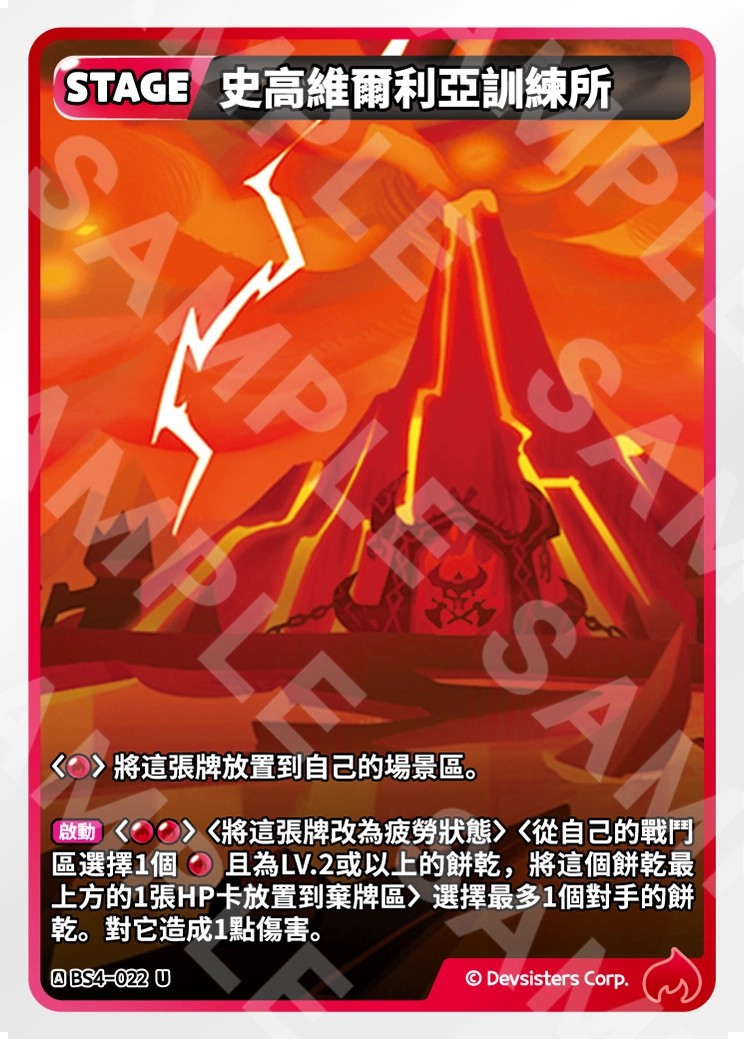 STAGE 史高維爾利亞訓練所
〈🔴〉將這張牌放置到自己的場景區。
啟動 〈🔴🔴〉〈將這張牌改為疲勞狀態〉〈從自己的戰鬥
區選擇1個 🔴 且為LV.2或以上的餅乾，將這個餅乾最
上方的1張HP卡放置到棄牌區〉選擇最多1個對手的餅
乾。對它造成1點傷害。
A BS4-022 U
© Devsisters Corp.
SAMPLE